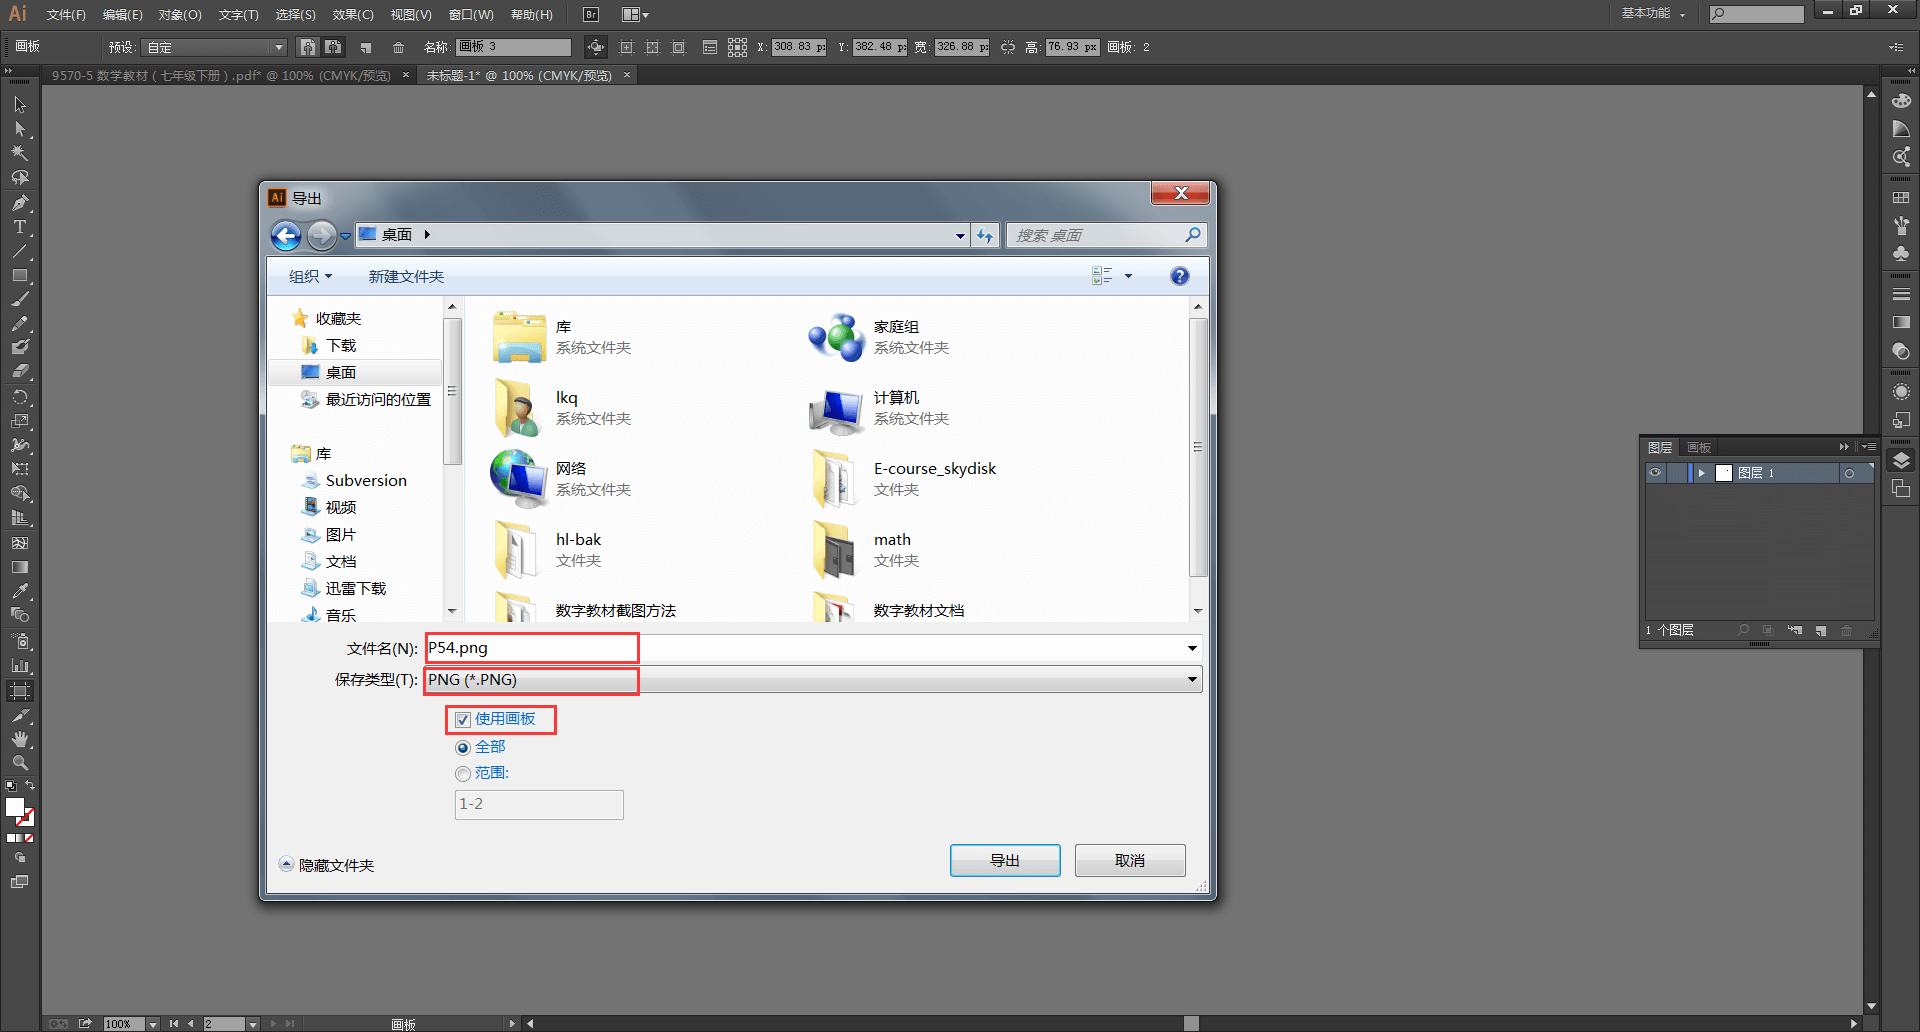 Ai 文件(F) 编辑(E) 对象(O) 文字(T) 选择(S) 效果(C) 视图(V) 窗口(W) 帮助(H) Br 基本功能
画板 预设: 自定 名称: 画板 3 X: 308.83 px Y: 382.48 px 宽: 326.88 px 高: 76.93 px 画板: 2
9570-5 数学教材 ( 七年级下册 ) .pdf* @ 100% (CMYK/预览) × 未标题-1* @ 100% (CMYK/预览) ×
Ai 导出
桌面
搜索 桌面
组织 新建文件夹
收藏夹
下载
桌面
最近访问的位置
库
Subversion
视频
图片
文档
迅雷下载
音乐
库
系统文件夹
家庭组
系统文件夹
lkq
系统文件夹
计算机
系统文件夹
网络
系统文件夹
E-course_skydisk
文件夹
hl-bak
文件夹
math
文件夹
数字教材截图方法
数字教材文档
文件名(N): P54.png
保存类型(T): PNG (*.PNG)
使用画板
全部
范围:
1-2
隐藏文件夹
导出 取消
图层 画板
图层 1
1 个图层
100% 2 画板